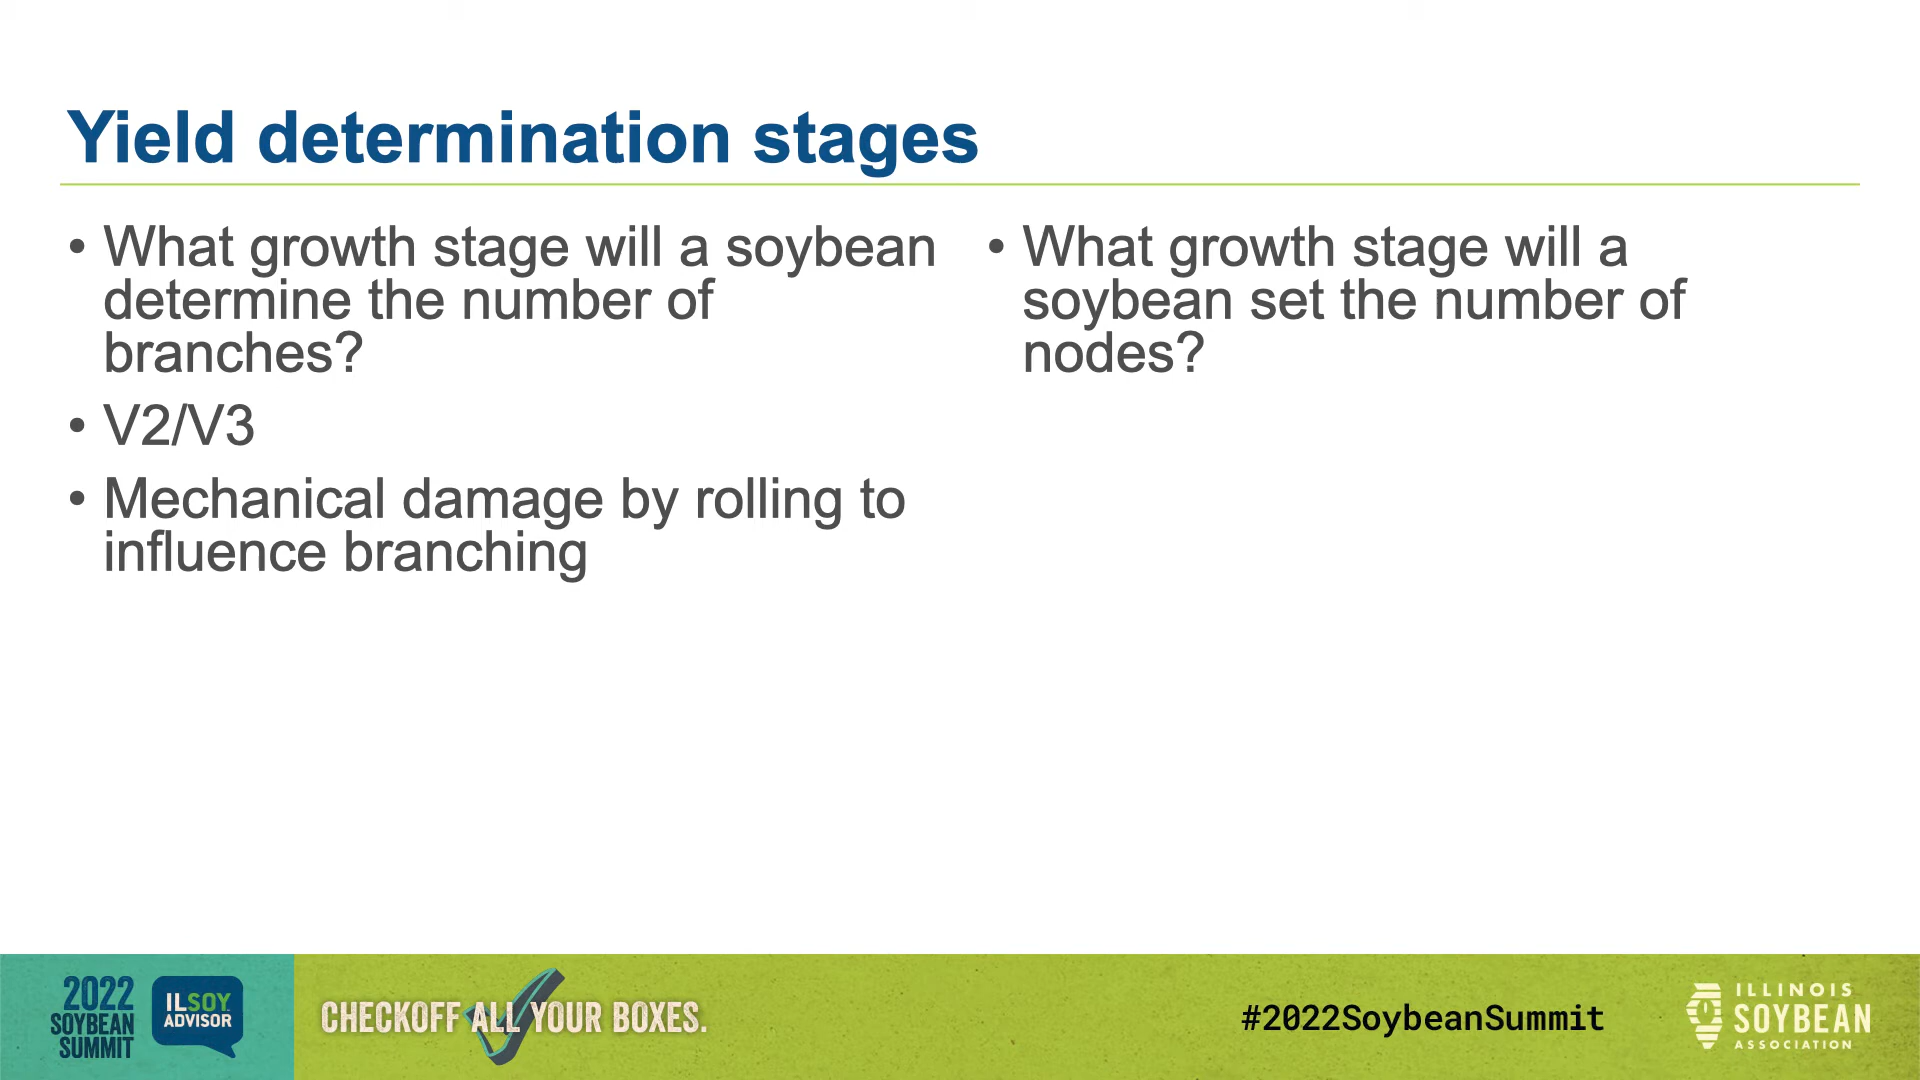 Yield determination stages
• What growth stage will a soybean
determine the number of
branches?
• V2/V3
• Mechanical damage by rolling to
influence branching
• What growth stage will a
soybean set the number of
nodes?
2022
SOYBEAN
SUMMIT
ILSOY
ADVISOR
CHECKOFF ALL YOUR BOXES.
#2022SoybeanSummit
ILLINOIS
SOYBEAN
ASSOCIATION